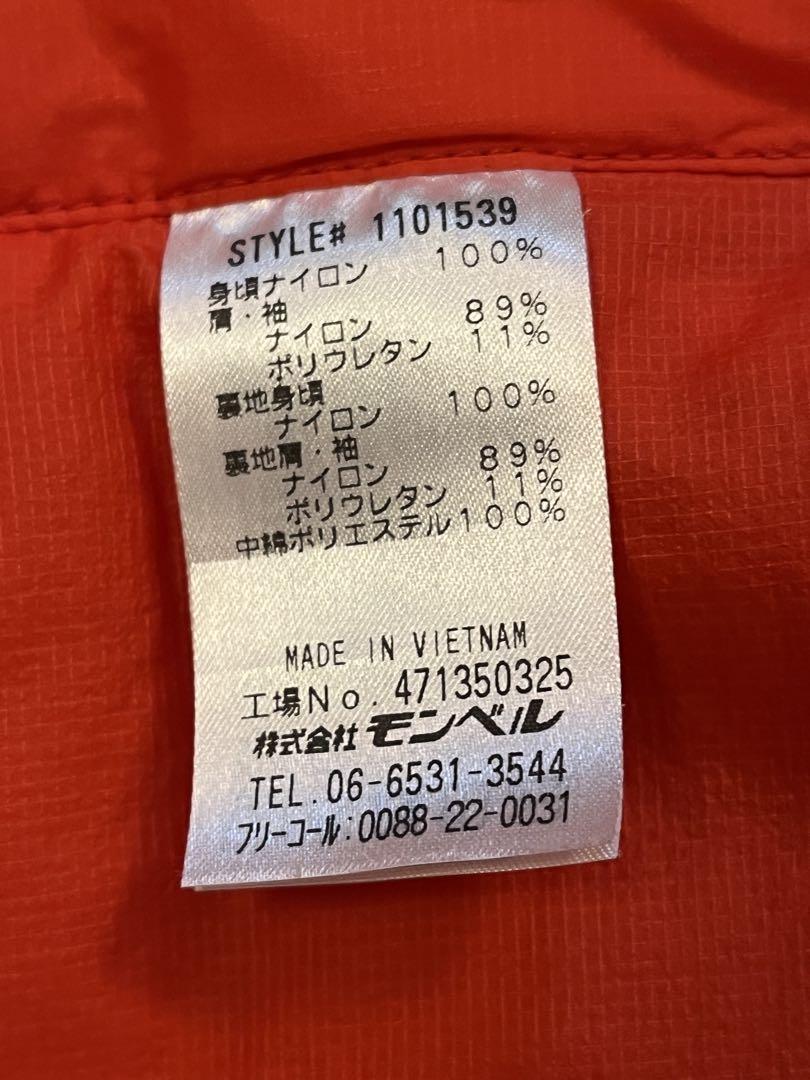 STYLE# 1101539
身頃ナイロン 100%
肩・袖
ナイロン 89%
ポリウレタン 11%
裏地身頃
ナイロン 100%
裏地肩・袖
ナイロン 89%
ポリウレタン 11%
中綿ポリエステル100%
MADE IN VIETNAM
工場No.471350325
株式会社モンベル
TEL.06-6531-3544
フリーコール:0088-22-0031